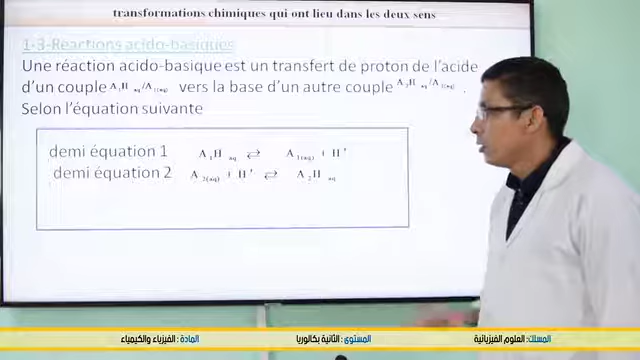 transformations chimiques qui ont lieu dans les deux sens
1-3-Reactions acido-basiques
Une réaction acido-basique est un transfert de proton de l'acide
d'un couple A₁H aq/A₁(aq) vers la base d'un autre couple A₂H aq/A₂(aq) .
Selon l'équation suivante
demi équation 1 A₁H aq ⇄ A₁(aq) + H⁺
demi équation 2 A₂(aq) + H⁺ ⇄ A₂H aq
المسلك: العلوم الفيزيائية المستوى: الثانية بكالوريا المادة: الفيزياء والكيمياء